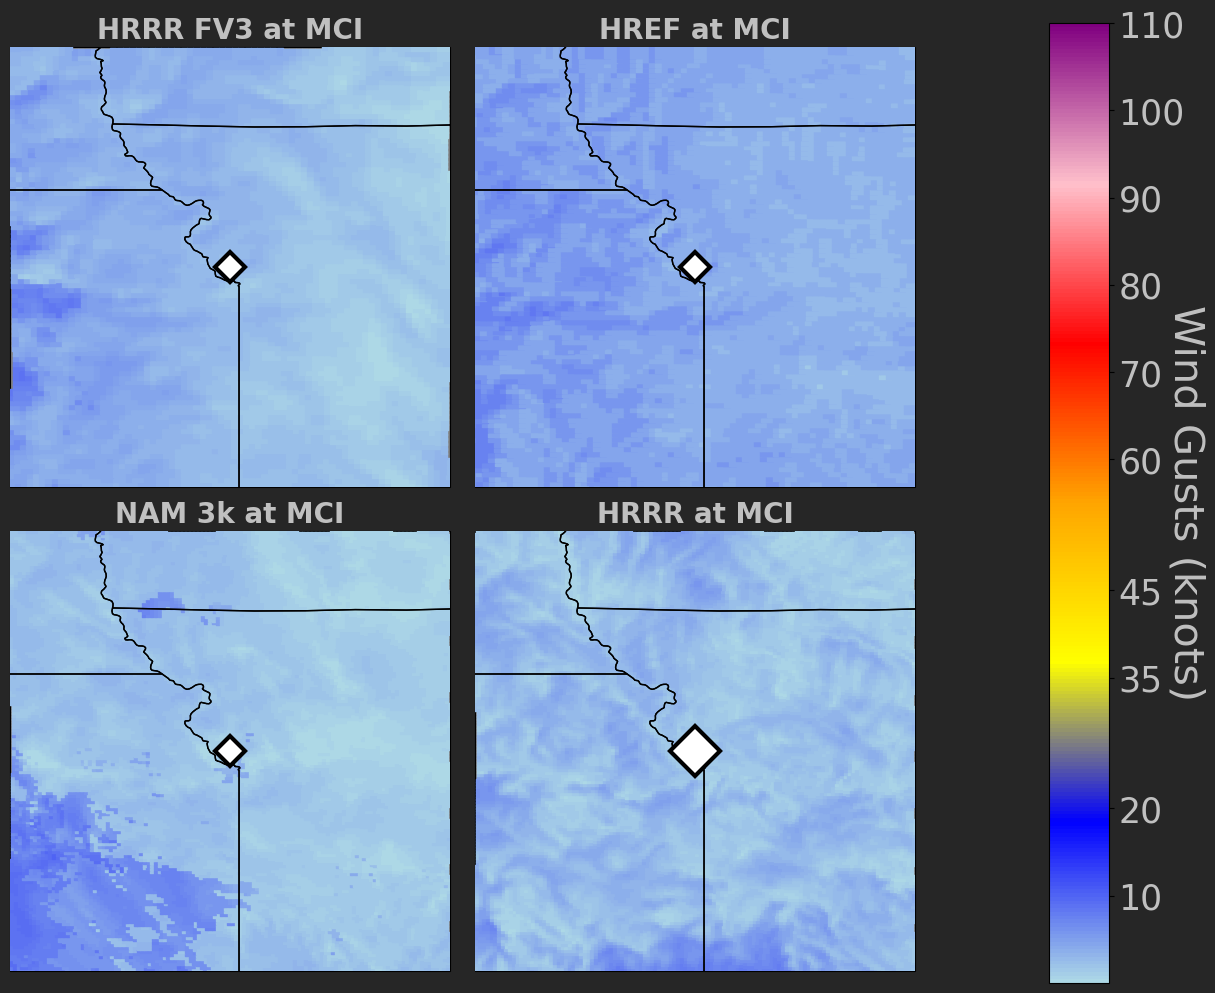 HRRR FV3 at MCI
HREF at MCI
NAM 3k at MCI
HRRR at MCI
110
100
90
80
70
60
45
35
20
10
Wind Gusts (knots)